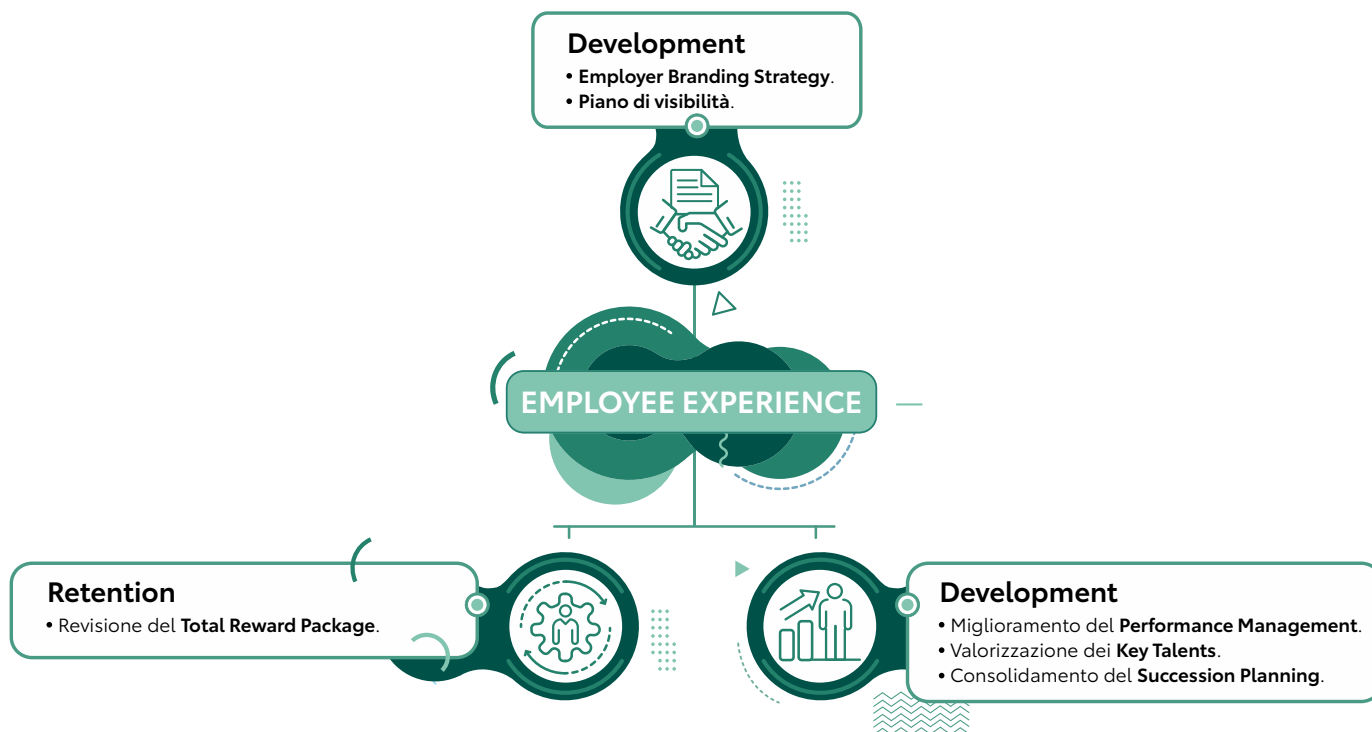 Development
• Employer Branding Strategy.
• Piano di visibilità.
EMPLOYEE EXPERIENCE
Retention
• Revisione del Total Reward Package.
Development
• Miglioramento del Performance Management.
• Valorizzazione dei Key Talents.
• Consolidamento del Succession Planning.